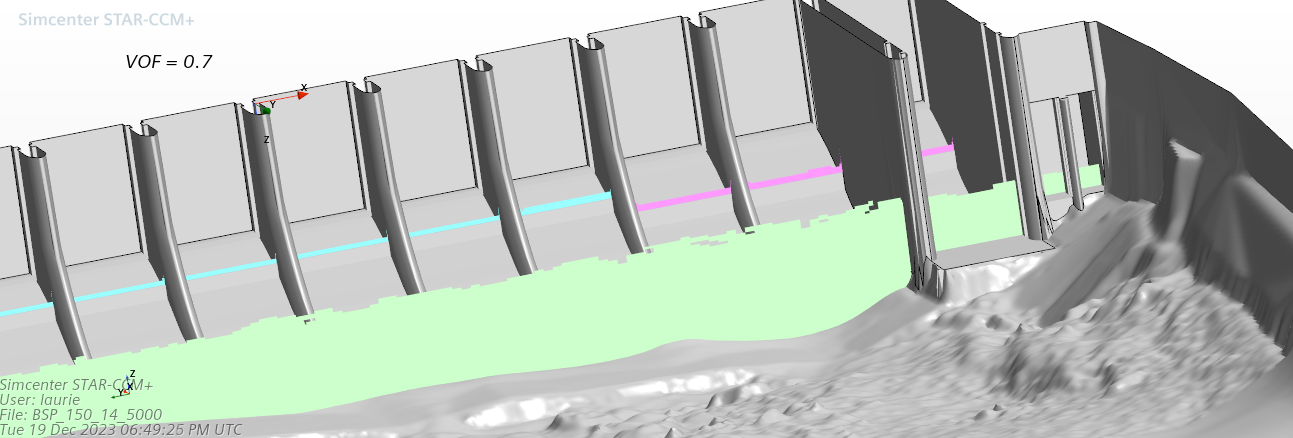 Simcenter STAR-CCM+
VOF = 0.7
X
Y
Z
Z
X
Y
Simcenter STAR-CCM+
User: laurie
File: BSP_150_14_5000
Tue 19 Dec 2023 06:49:25 PM UTC